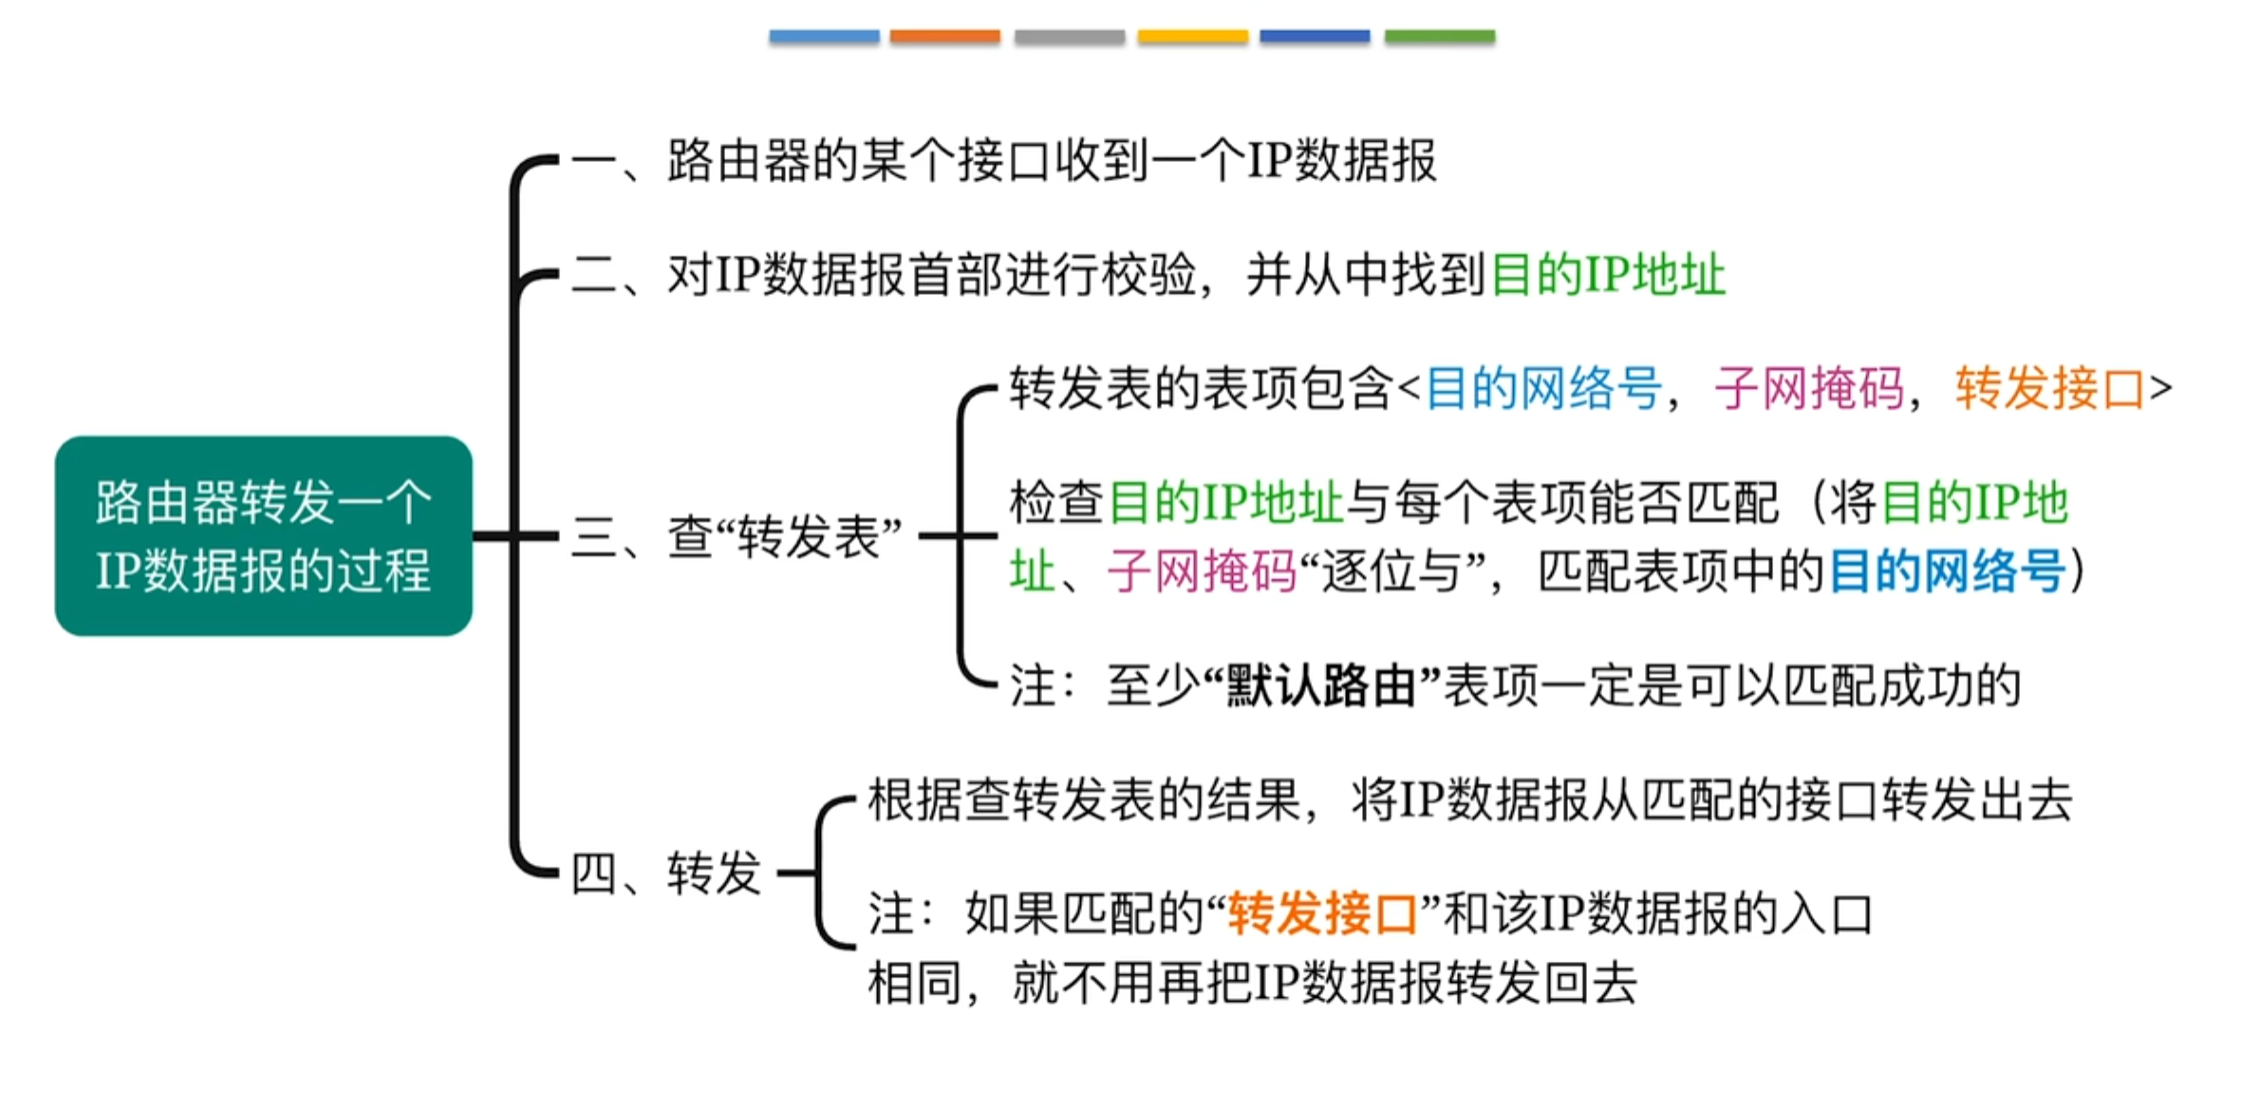 路由器转发一个
IP数据报的过程
一、路由器的某个接口收到一个IP数据报
二、对IP数据报首部进行校验，并从中找到目的IP地址
三、查“转发表”
转发表的表项包含<目的网络号，子网掩码，转发接口>
检查目的IP地址与每个表项能否匹配（将目的IP地
址、子网掩码“逐位与”，匹配表项中的目的网络号）
注：至少“默认路由”表项一定是可以匹配成功的
四、转发
根据查转发表的结果，将IP数据报从匹配的接口转发出去
注：如果匹配的“转发接口”和该IP数据报的入口
相同，就不用再把IP数据报转发回去